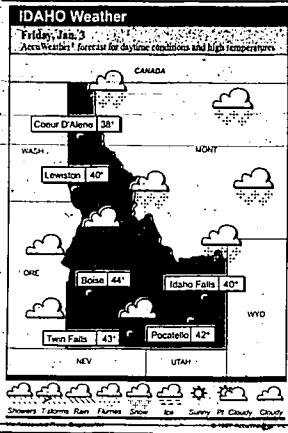 IDAHO Weather
Friday, Jan. 3
AccuWeather® forecast for daytime conditions and high temperatures
CANADA
Coeur D'Alene 38°
WASH
MONT
Lewiston 40°
ORE
Boise 44°
Idaho Falls 40°
WYO
Twin Falls 43°
Pocatello 42°
NEV
UTAH
Showers T-storms Rain Flurries Snow Ice Sunny Pt. Cloudy Cloudy